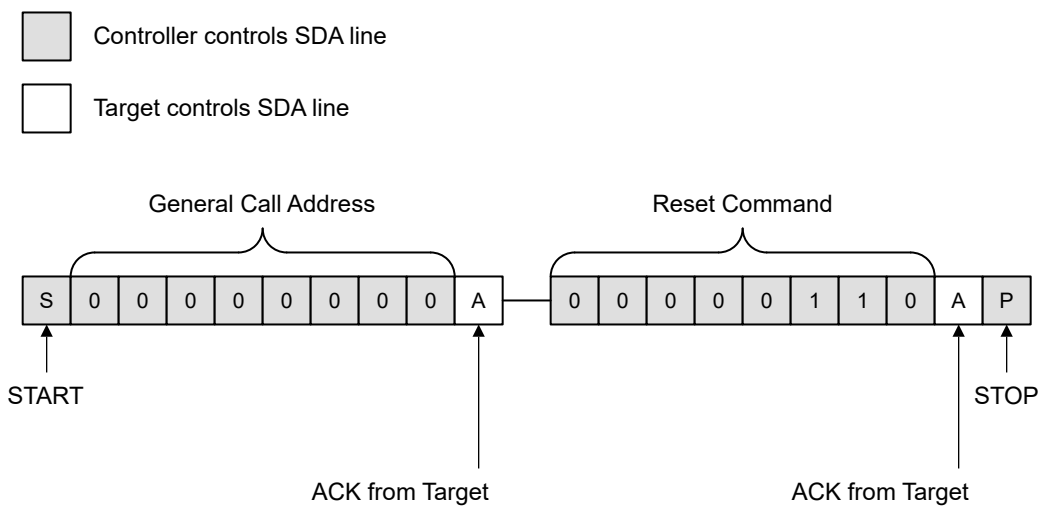 Controller controls SDA line
Target controls SDA line
General Call Address
Reset Command
S 0 0 0 0 0 0 0 0 A 0 0 0 0 0 1 1 0 A P
START
STOP
ACK from Target
ACK from Target